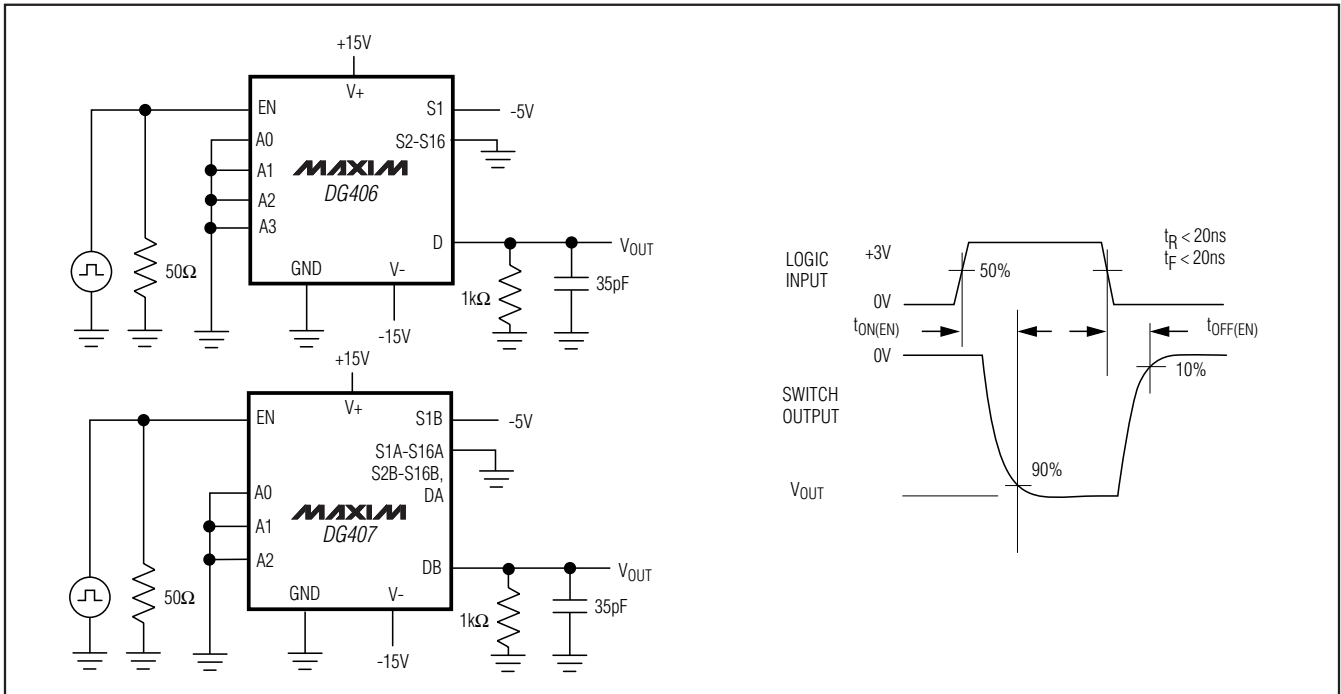 +15V
V+
EN
S1
-5V
A0
S2-S16
A1
MAXIM
A2
DG406
A3
D
VOUT
50Ω
GND
V-
1kΩ
35pF
-15V
+15V
V+
EN
S1B
-5V
S1A-S16A
S2B-S16B,
DA
A0
MAXIM
A1
DG407
A2
DB
VOUT
50Ω
GND
V-
1kΩ
35pF
-15V
LOGIC
INPUT
+3V
50%
tR < 20ns
tF < 20ns
0V
tON(EN)
tOFF(EN)
0V
10%
SWITCH
OUTPUT
90%
VOUT